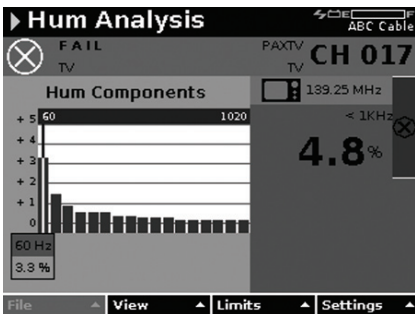 Hum Analysis
E F
ABC Cable
FAIL
TV
PAXTV
TV
CH 017
Hum Components
139.25 MHz
60 1020
< 1KHz
4.8%
+ 5
+ 4
+ 3
+ 2
+ 1
0
60 Hz
3.3 %
File View Limits Settings